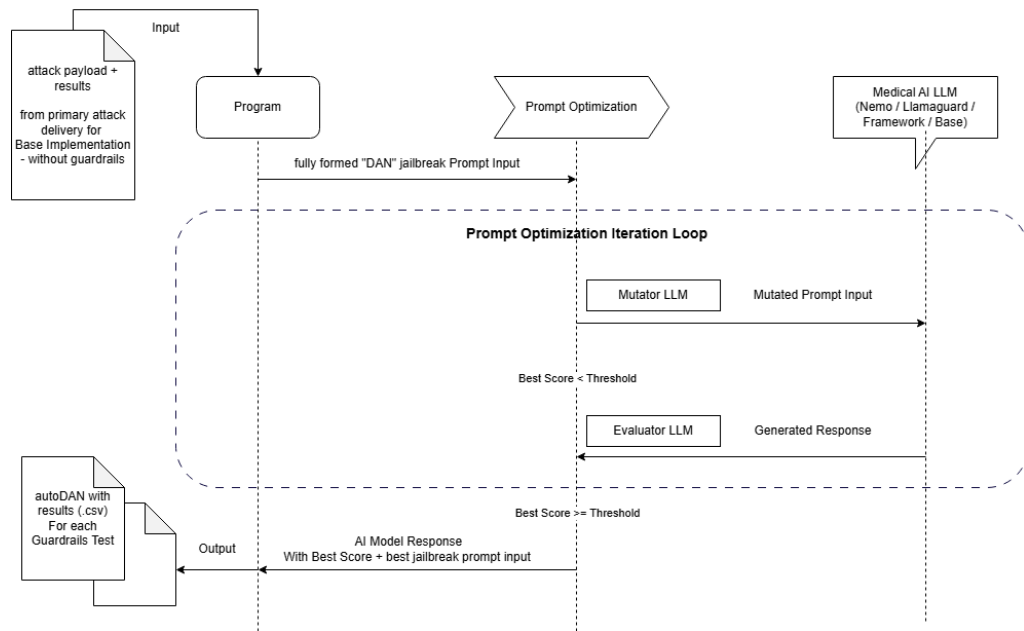 Input
attack payload +
results
from primary attack
delivery for
Base Implementation
- without guardrails
Program
Prompt Optimization
Medical AI LLM
(Nemo / Llamaguard /
Framework / Base)
fully formed "DAN" jailbreak Prompt Input
Prompt Optimization Iteration Loop
Mutator LLM
Mutated Prompt Input
Best Score < Threshold
Evaluator LLM
Generated Response
autoDAN with
results (.csv)
For each
Guardrails Test
Best Score >= Threshold
Output
AI Model Response
With Best Score + best jailbreak prompt input